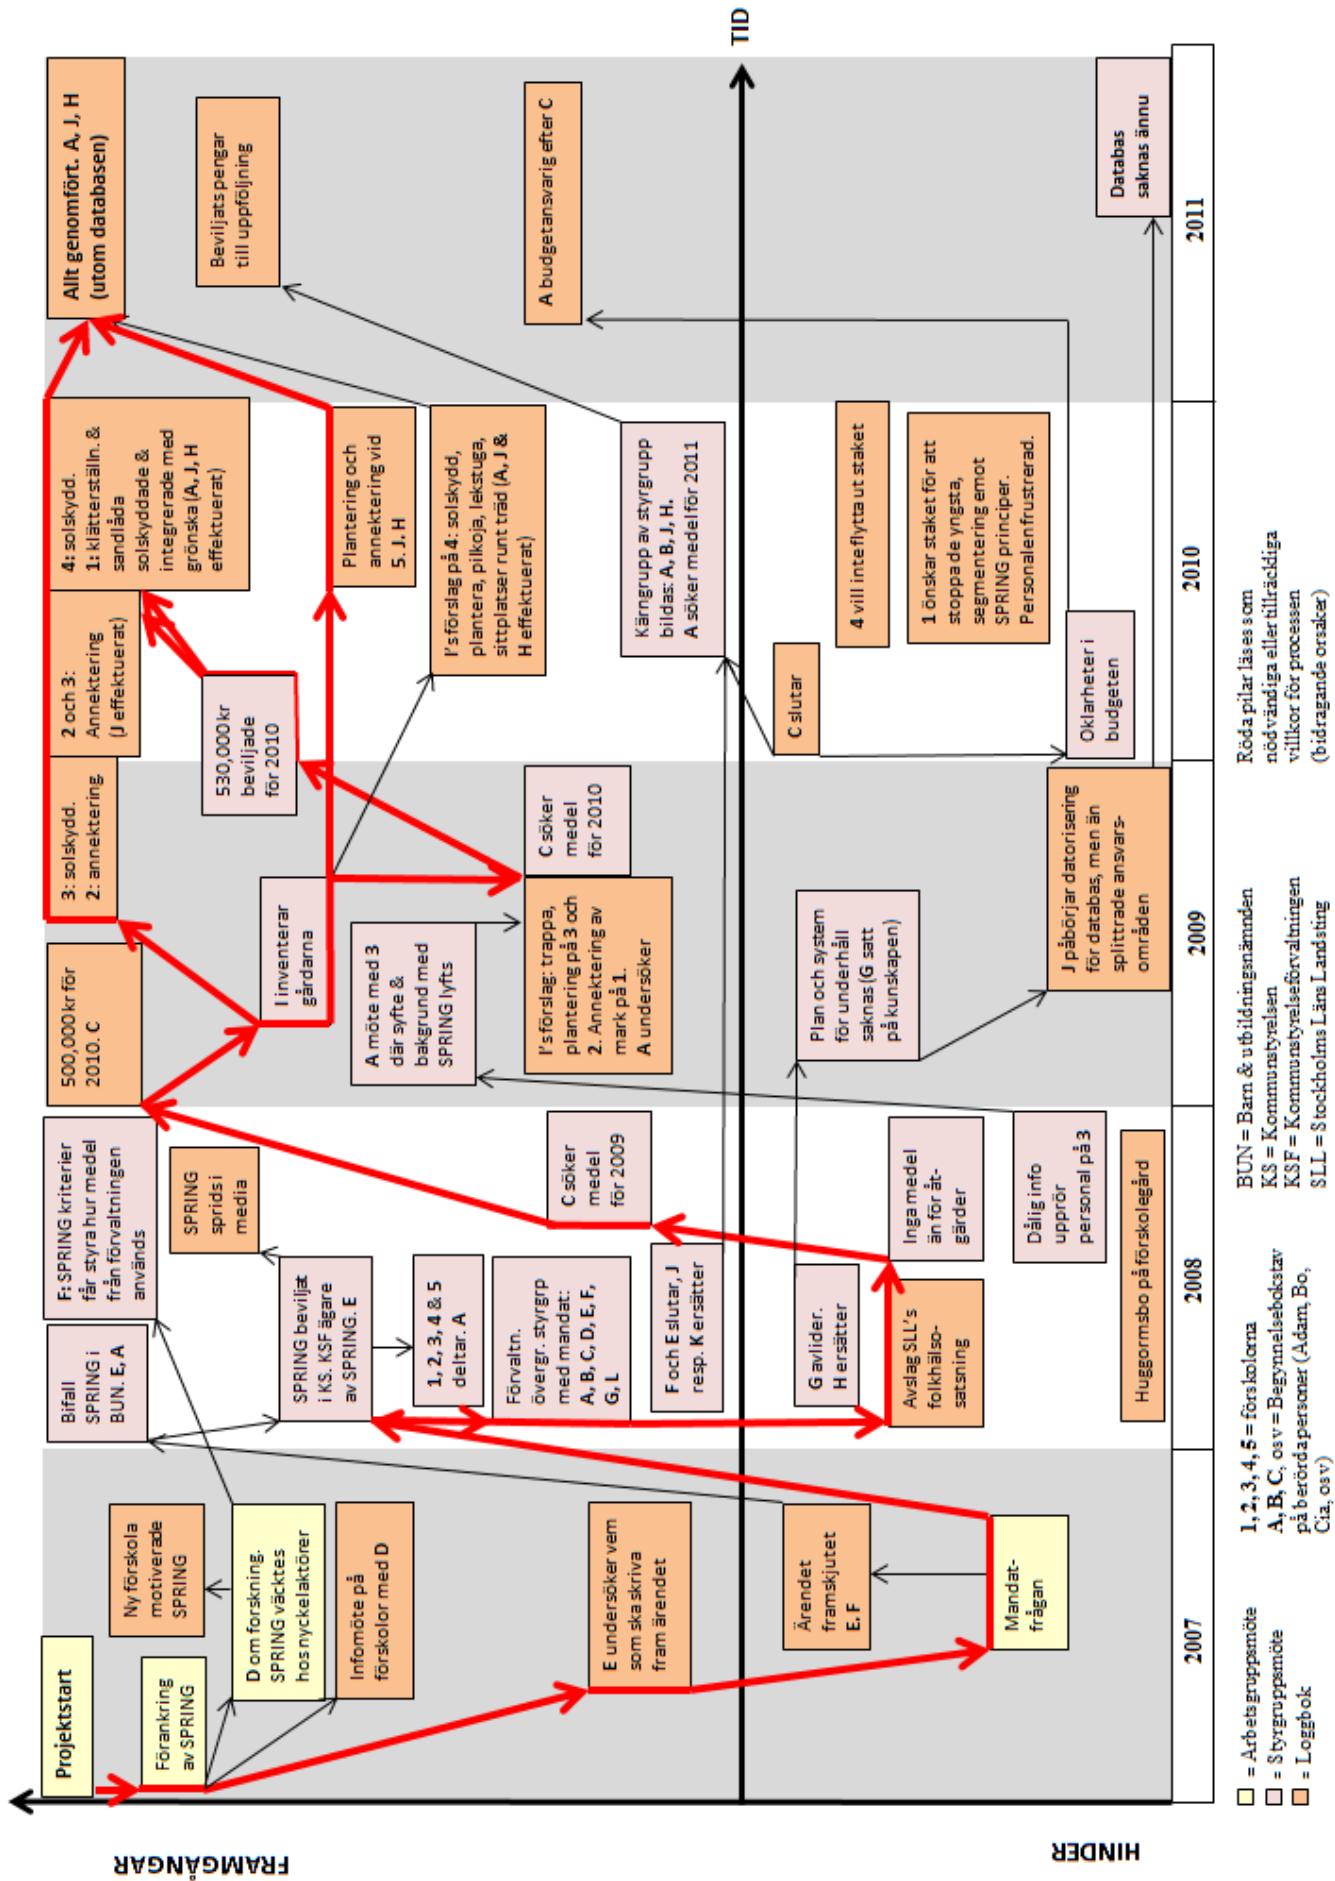 FRAMGÅNGAR
HINDER
TID
Projektstart
Förankring
av SPRING
Ny förskola
motiverade
SPRING
D om forskning.
SPRING väcktes
hos nyckelaktörer
Infomöte på
förskolor med D
E undersöker vem
som ska skriva
fram ärendet
Ärendet
framskjutet
E, F
Mandat-
frågan
Bifall
SPRING i
BUN. E, A
F: SPRING kriterier
får styra hur medel
från förvaltningen
används
SPRING
sprids i
media
SPRING beviljat
i KS. KSF ägare
av SPRING. E
1, 2, 3, 4 & 5
deltar. A
Förvaltn.
övergr. styrgrp
med mandat:
A, B, C, D, E, F,
G, L
C söker
medel
för 2009
F och E slutar, J
resp. K ersätter
G avlider.
H ersätter
Avslag SLL's
folkhälso-
satsning
Inga medel
än för åt-
gärder
Dålig info
upprör
personal på 3
Huggormsbo på förskolegård
500,000 kr för
2010. C
3: solskydd.
2: annektering
I inventerar
gårdarna
A möte med 3
där syfte &
bakgrund med
SPRING lyfts
I's förslag: trappa,
plantering på 3 och
2. Annektering av
mark på 1.
A undersöker
C söker
medel
för 2010
Plan och system
för underhåll
saknas (G satt
på kunskapen)
J påbörjar datorisering
för databas, men än
splittrade ansvars-
områden
2 och 3:
Annektering
(J effektuerat)
530,000 kr
beviljade
för 2010
4: solskydd.
1: klätterställn. &
sandlåda
solskyddade &
integrerade med
grönska (A, J, H
effektuerat)
Plantering och
annektering vid
5. J, H
I's förslag på 4: solskydd,
plantera, pilkoja, lekstuga,
sittplatser runt träd (A, J &
H effektuerat)
Kärngrupp av styrgrupp
bildas: A, B, J, H.
A söker medel för 2011
C slutar
4 vill inte flytta ut staket
1 önskar staket för att
stoppa de yngsta,
segmentering emot
SPRING principer.
Personalen frustrerad.
Oklarheter i
budgeten
Allt genomfört. A, J, H
(utom databasen)
Beviljats pengar
till uppföljning
A budgetansvarig efter C
Databas
saknas ännu
2007
2008
2009
2010
2011
= Arbetsgruppsmöte
= Styrgruppsmöte
= Loggbok
1, 2, 3, 4, 5 = förskolorna
A, B, C, osv = Begynnelsebokstav
på berörda personer (Adam, Bo,
Cia, osv)
BUN = Barn & utbildningsnämnden
KS = Kommunstyrelsen
KSF = Kommunstyrelseförvaltningen
SLL = Stockholms Läns Landsting
Röda pilar läses som
nödvändiga eller tillräckliga
villkor för processen
(bidragande orsaker)